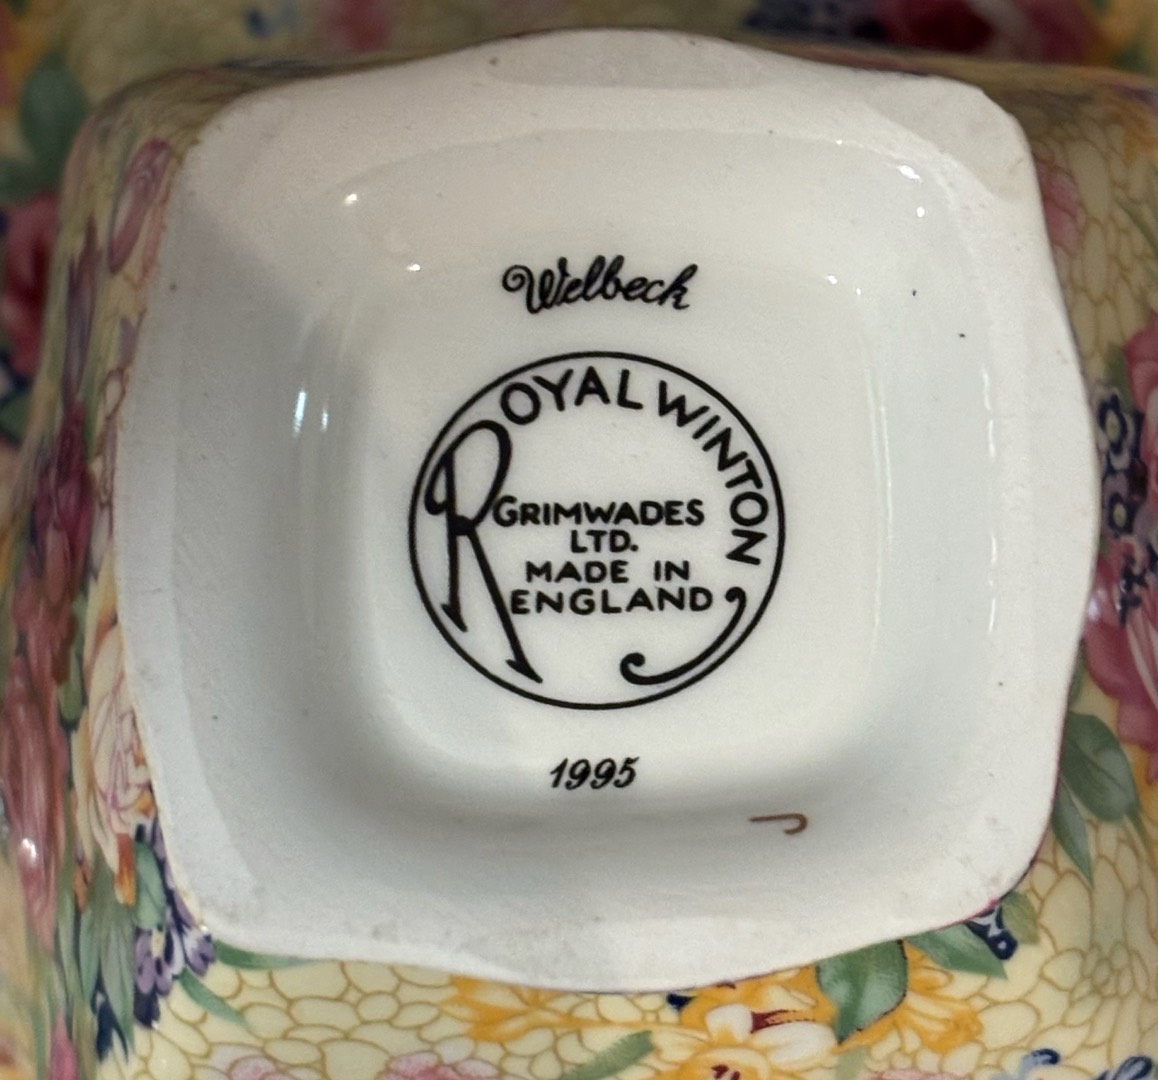 Welbeck
ROYAL WINTON
GRIMWADES
LTD.
MADE IN
ENGLAND
1995